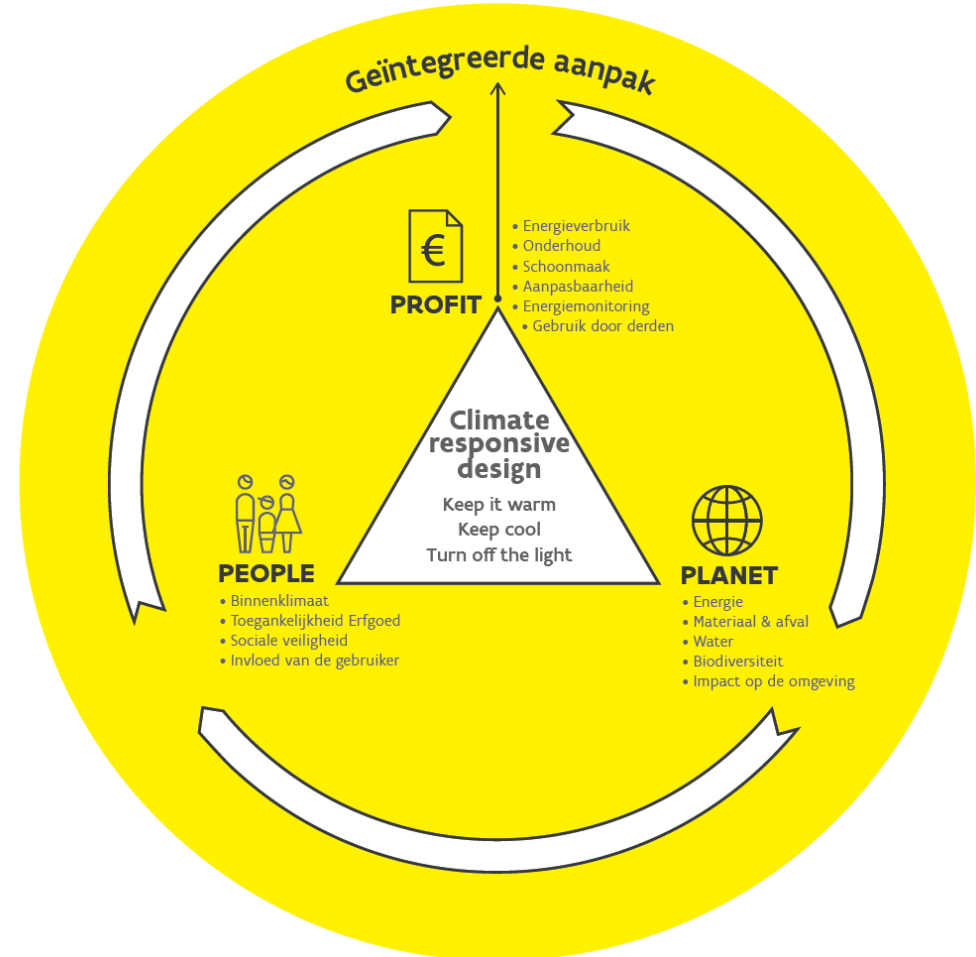 Geïntegreerde aanpak
€
PROFIT
• Energieverbruik
• Onderhoud
• Schoonmaak
• Aanpasbaarheid
• Energiemonitoring
• Gebruik door derden
Climate
responsive
design
Keep it warm
Keep cool
Turn off the light
PEOPLE
• Binnenklimaat
• Toegankelijkheid Erfgoed
• Sociale veiligheid
• Invloed van de gebruiker
PLANET
• Energie
• Materiaal & afval
• Water
• Biodiversiteit
• Impact op de omgeving